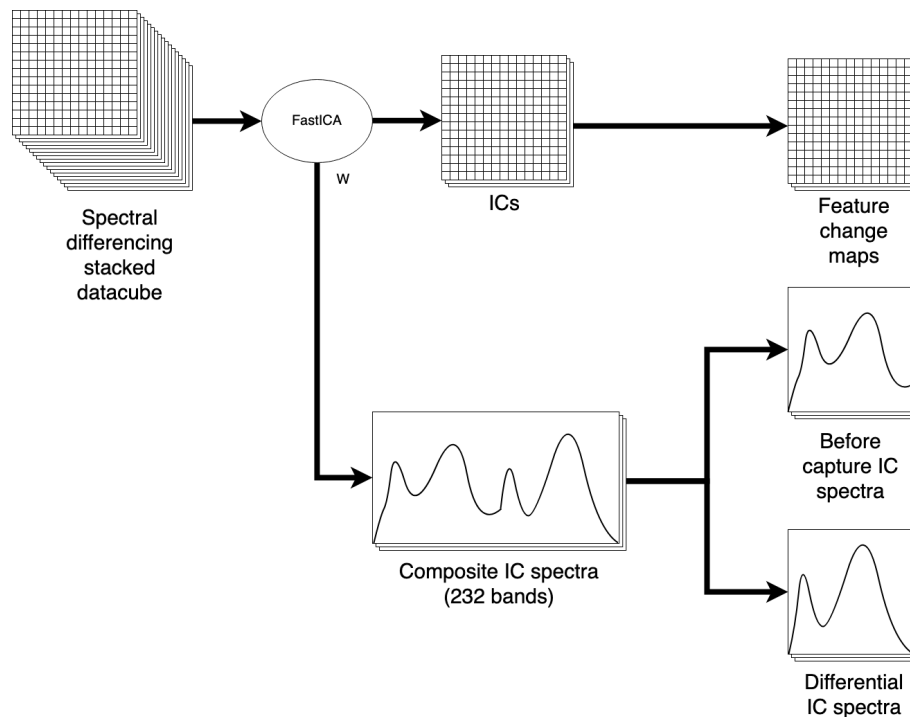 FastICA
W
ICs
Spectral
differencing
stacked
datacube
Feature
change
maps
Composite IC spectra
(232 bands)
Before
capture IC
spectra
Differential
IC spectra